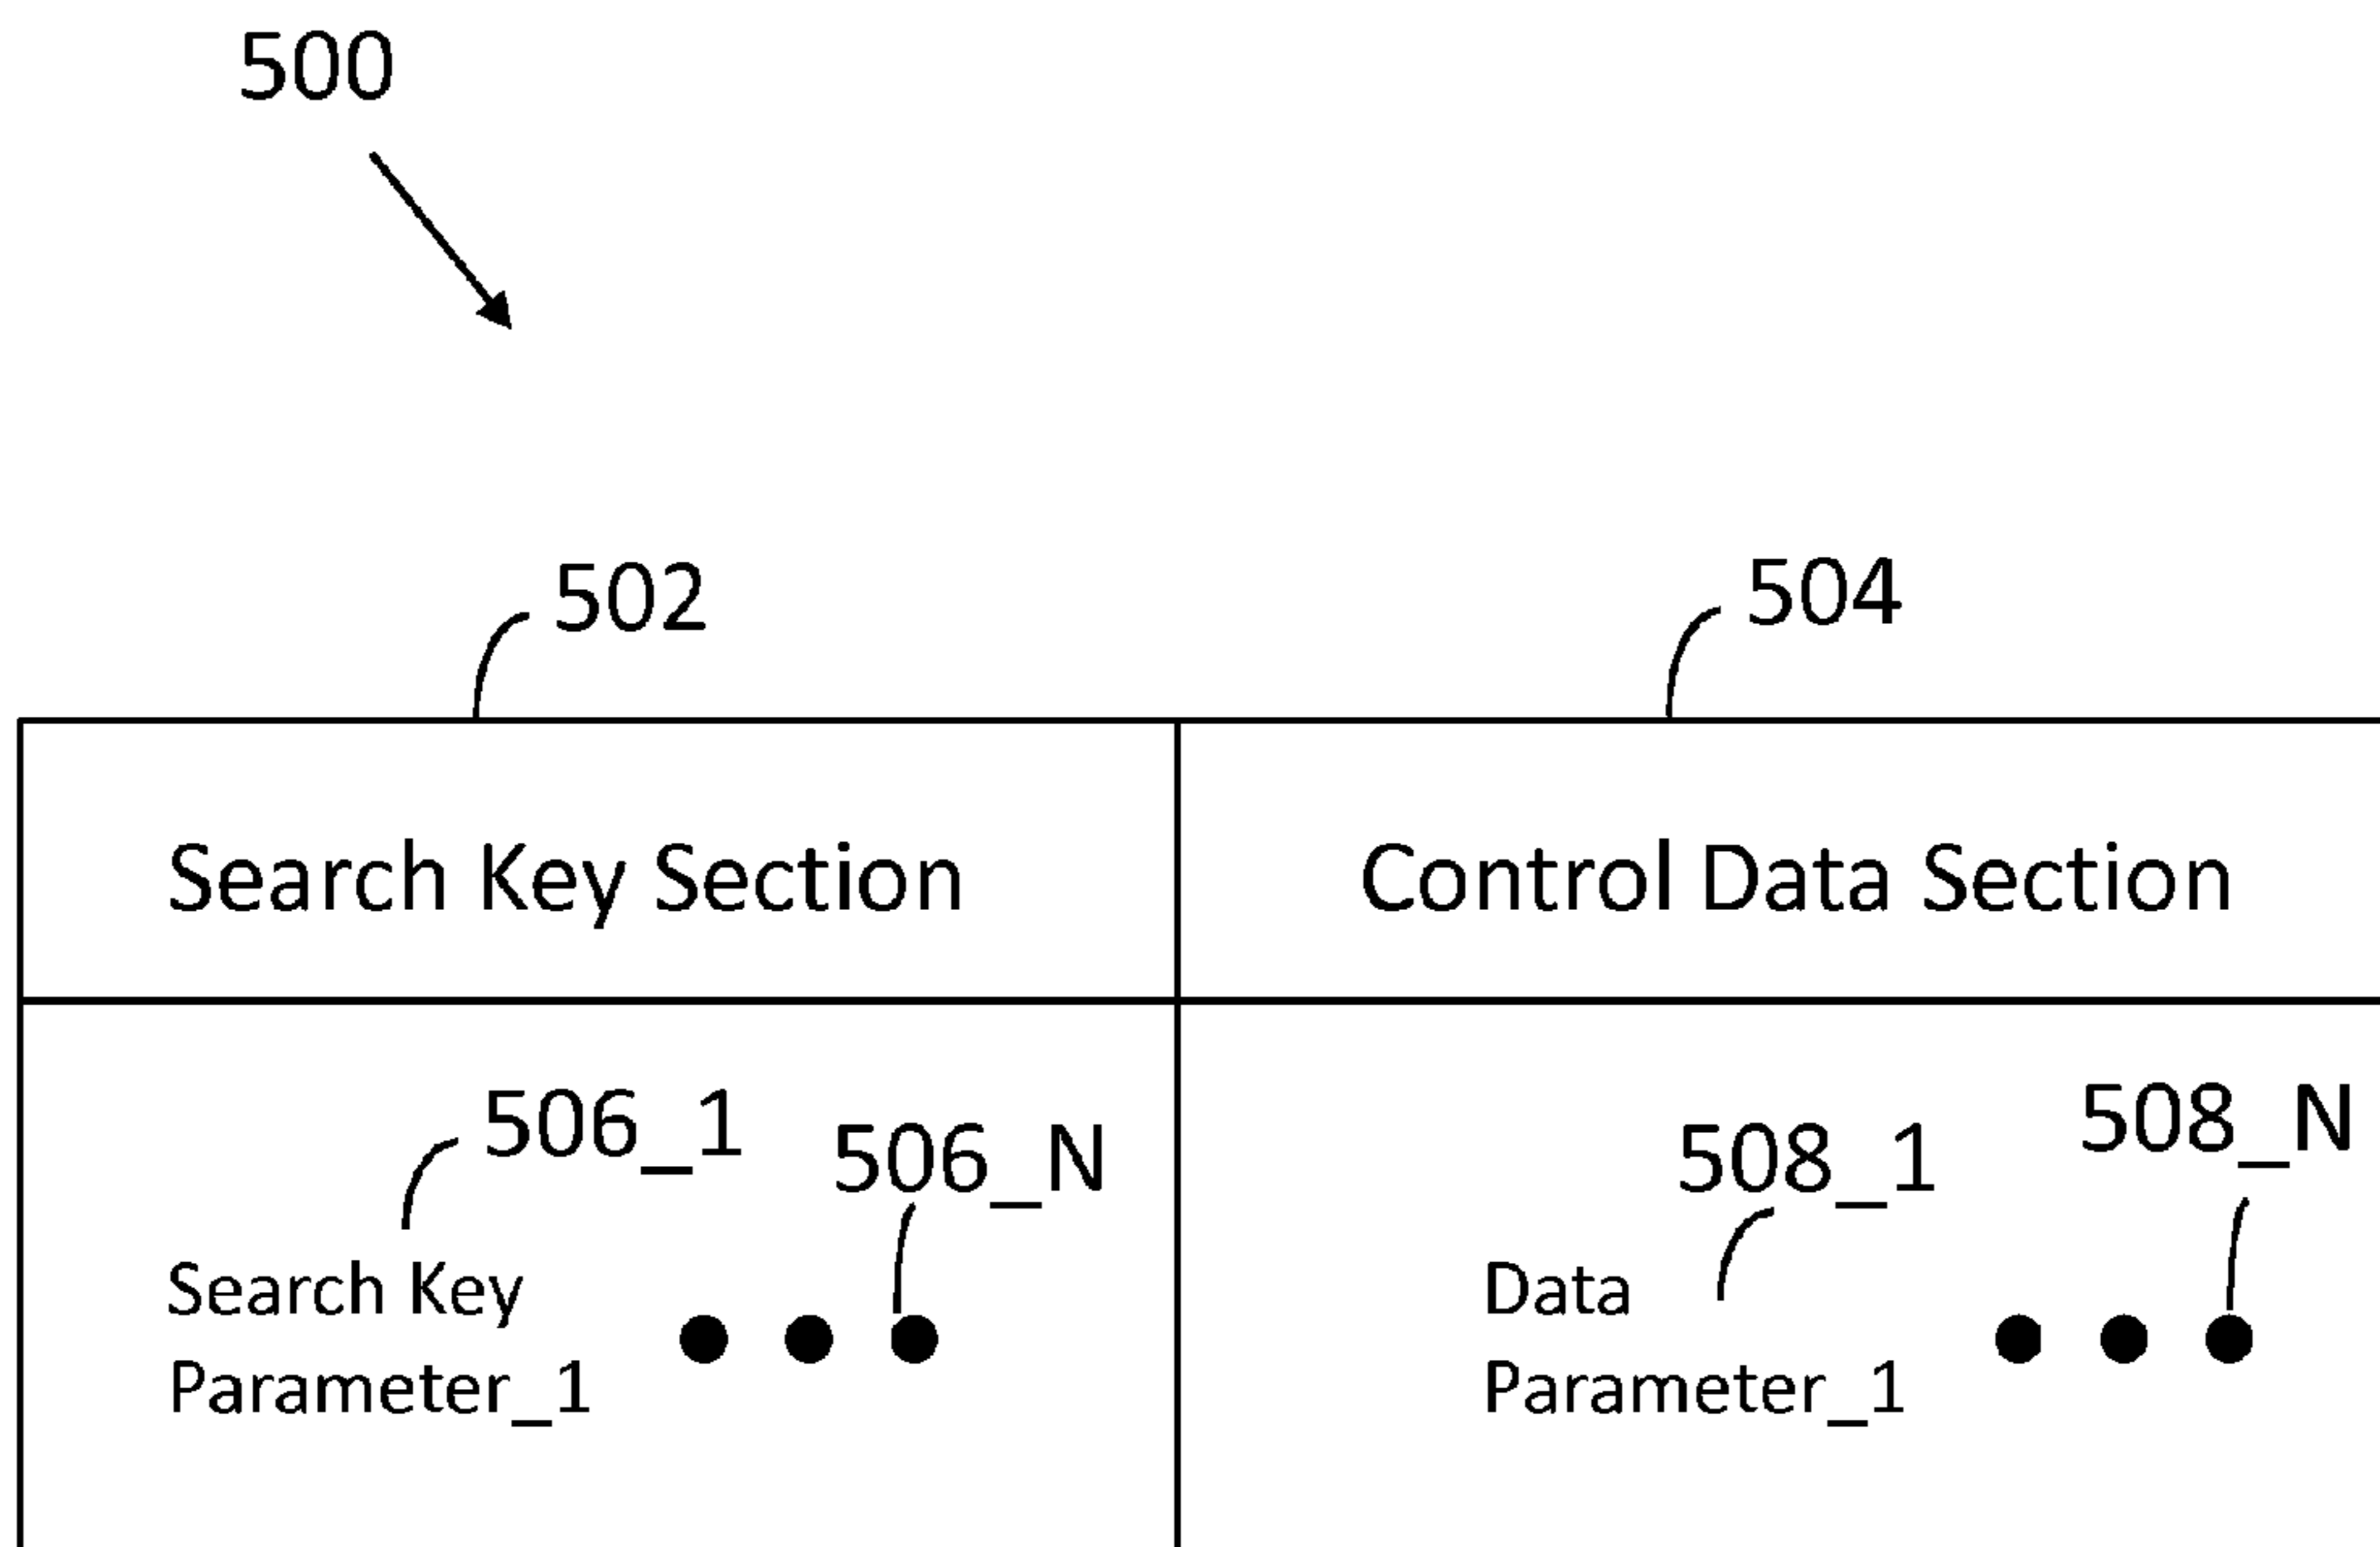 500
502
504
Search Key Section
Control Data Section
506_1
506_N
508_1
508_N
Search Key
Parameter_1
Data
Parameter_1